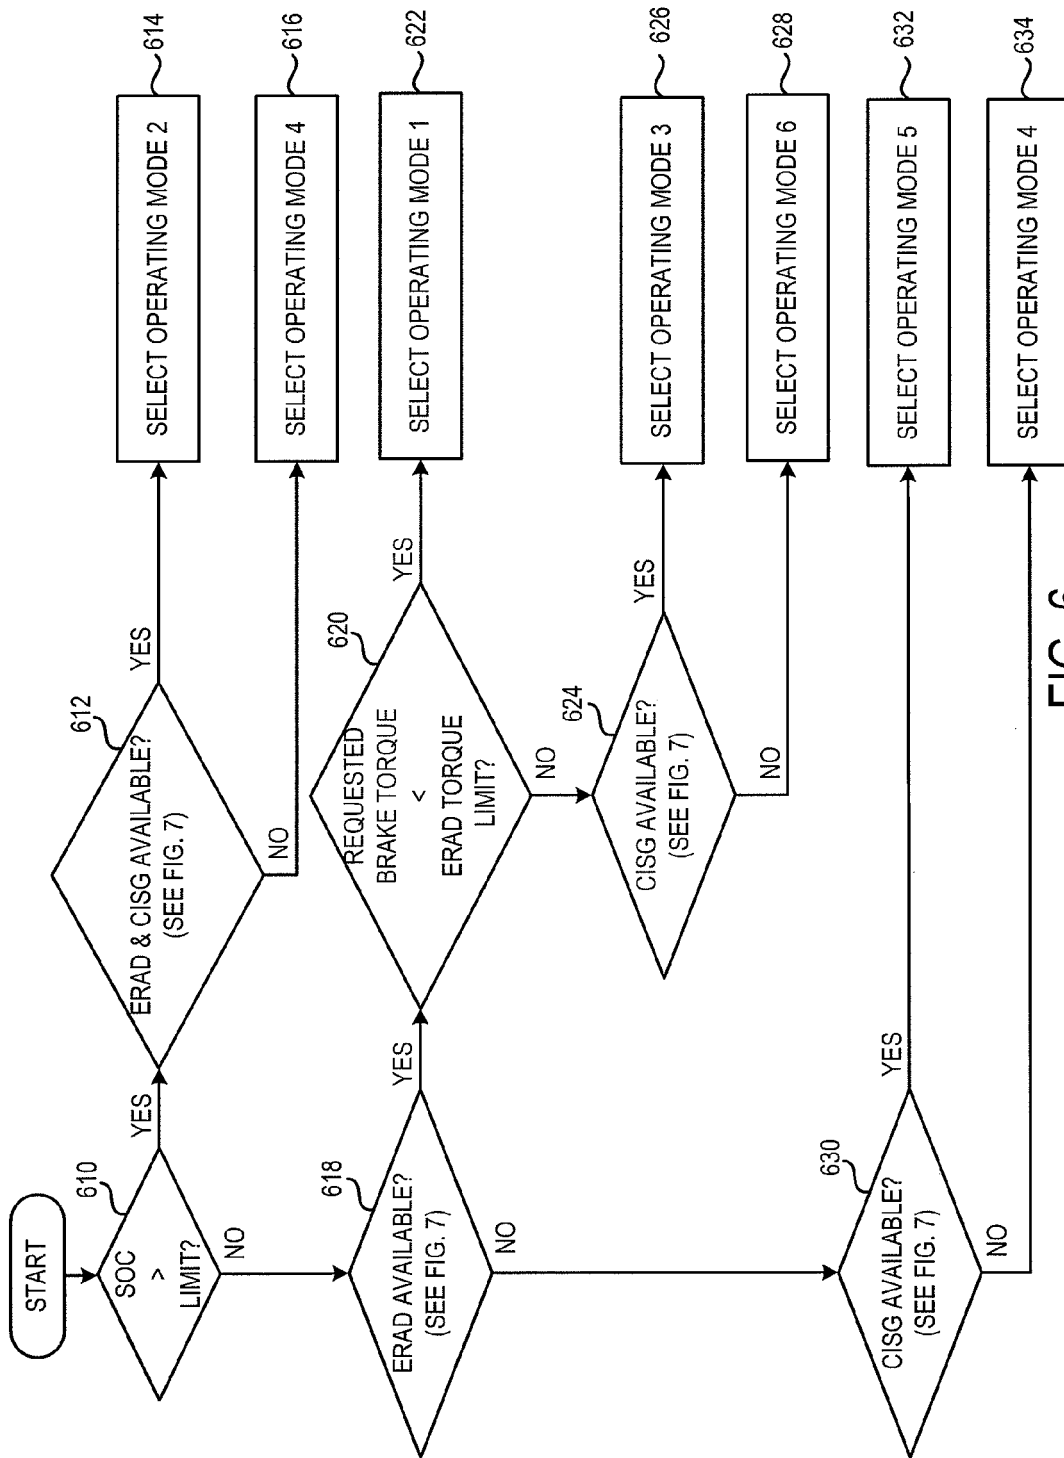 START
610
SOC
>
LIMIT?
YES
NO
612
ERAD & CISG AVAILABLE?
(SEE FIG. 7)
YES
NO
SELECT OPERATING MODE 2
614
SELECT OPERATING MODE 4
616
618
ERAD AVAILABLE?
(SEE FIG. 7)
YES
NO
620
REQUESTED
BRAKE TORQUE
<
ERAD TORQUE
LIMIT?
YES
NO
SELECT OPERATING MODE 1
622
624
CISG AVAILABLE?
(SEE FIG. 7)
YES
NO
SELECT OPERATING MODE 3
626
SELECT OPERATING MODE 6
628
630
CISG AVAILABLE?
(SEE FIG. 7)
YES
NO
SELECT OPERATING MODE 5
632
SELECT OPERATING MODE 4
634
FIG. 6